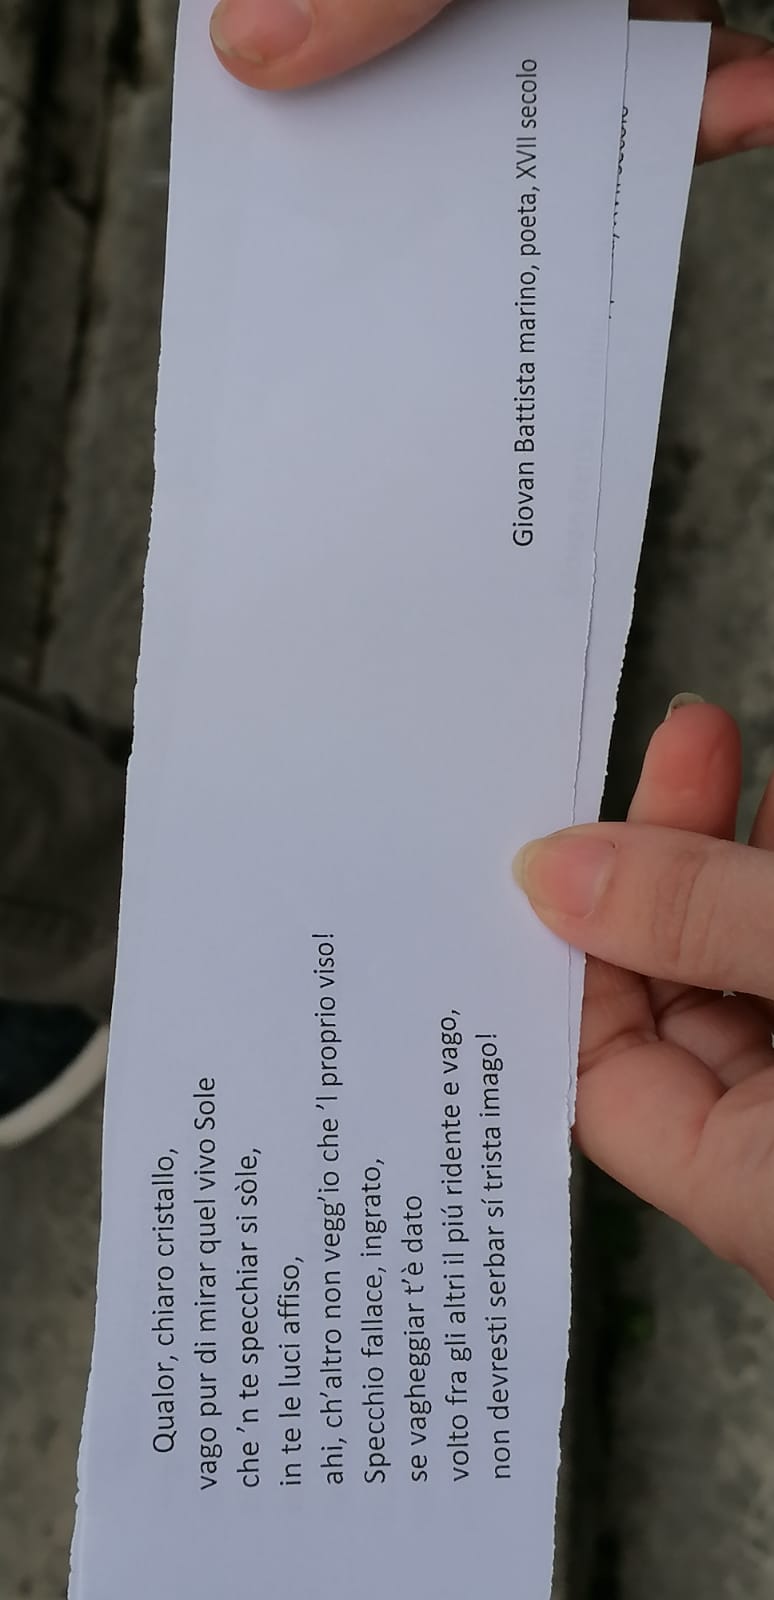 Qualor, chiaro cristallo,
vago pur di mirar quel vivo Sole
che 'n te specchiar si sòle,
in te le luci affiso,
ahi, ch'altro non vegg'io che 'l proprio viso!
Specchio fallace, ingrato,
se vagheggiar t'è dato
volto fra gli altri il piú ridente e vago,
non devresti serbar sí trista imago!
Giovan Battista marino, poeta, XVII secolo